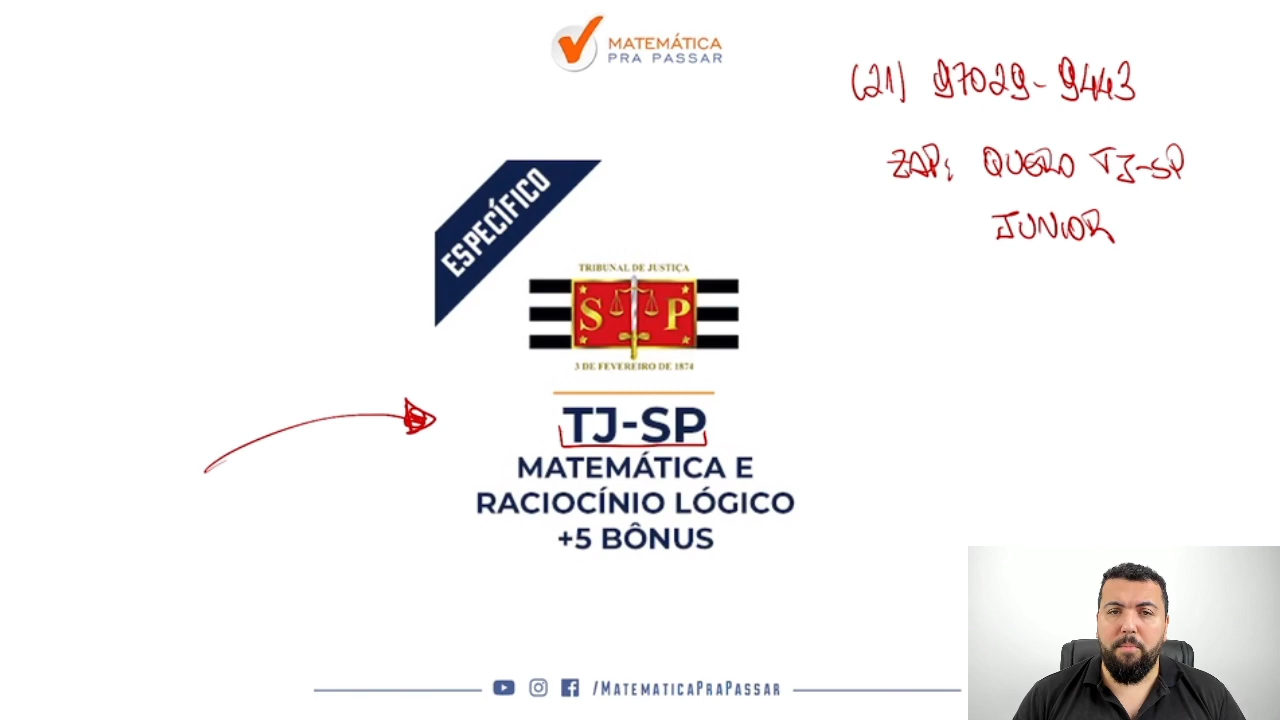 MATEMÁTICA
PRA PASSAR
(21) 97029-9443
ZAP: QUERO TJ-SP
JUNIOR
ESPECÍFICO
TRIBUNAL DE JUSTIÇA
S P
3 DE FEVEREIRO DE 1874
TJ-SP
MATEMÁTICA E
RACIOCÍNIO LÓGICO
+5 BÔNUS
/MATEMATICAPRAPASSAR